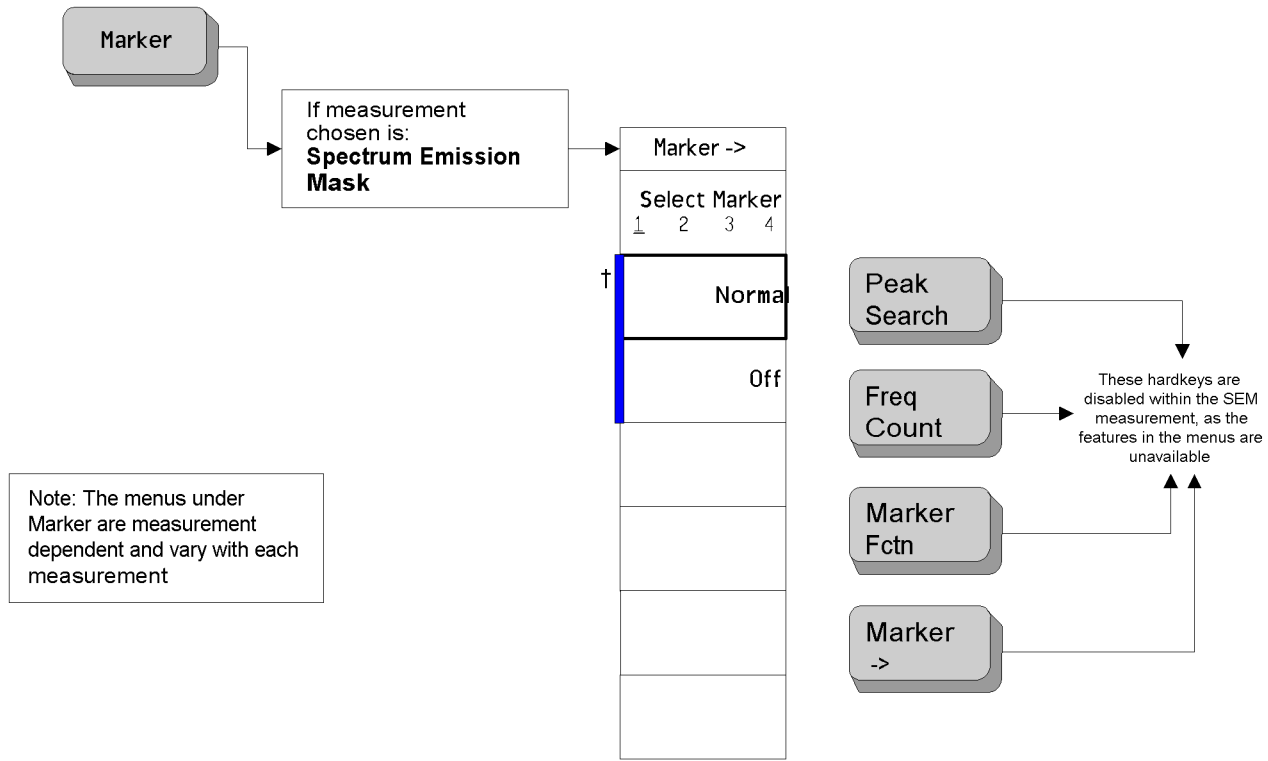 Marker
If measurement
chosen is:
Spectrum Emission
Mask
Marker ->
Select Marker
1 2 3 4
†
Normal
Off
Peak
Search
Freq
Count
Marker
Fctn
Marker
->
These hardkeys are
disabled within the SEM
measurement, as the
features in the menus are
unavailable
Note: The menus under
Marker are measurement
dependent and vary with each
measurement